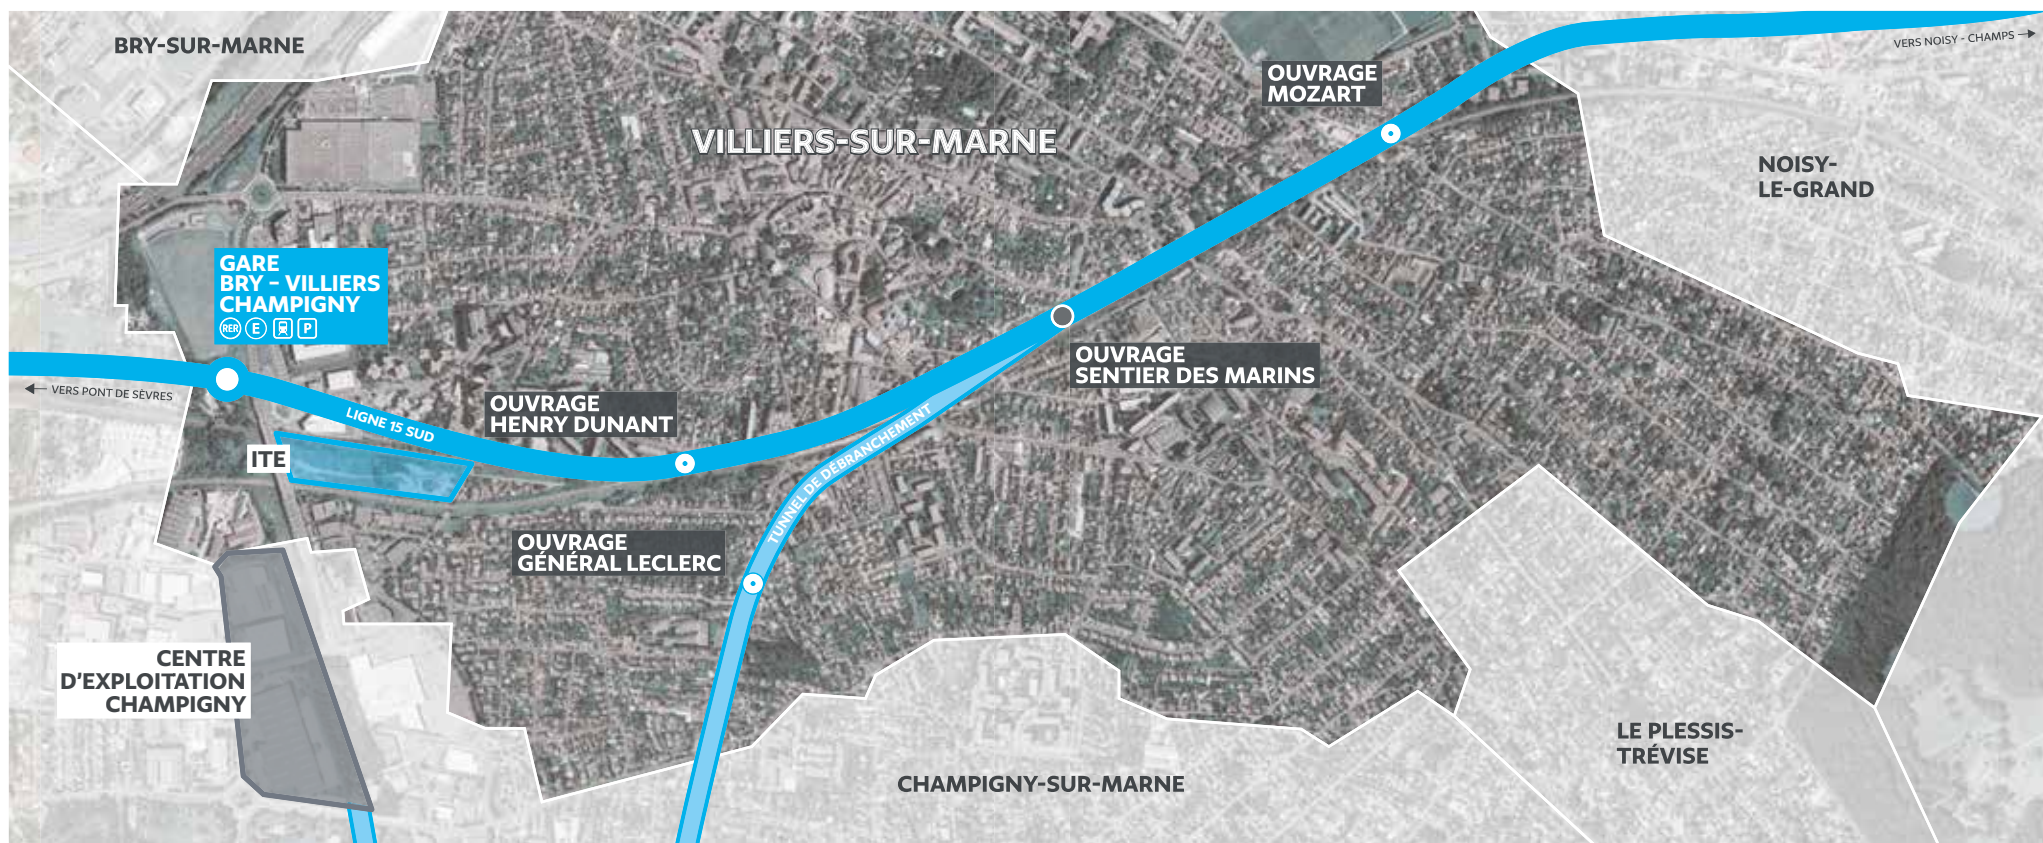 BRY-SUR-MARNE
VERS NOISY - CHAMPS
OUVRAGE
MOZART
VILLIERS-SUR-MARNE
NOISY-
LE-GRAND
GARE
BRY – VILLIERS
CHAMPIGNY
RER E P
OUVRAGE
SENTIER DES MARINS
VERS PONT DE SÈVRES
LIGNE 15 SUD
OUVRAGE
HENRY DUNANT
TUNNEL DE DÉBRANCHEMENT
ITE
OUVRAGE
GÉNÉRAL LECLERC
CENTRE
D'EXPLOITATION
CHAMPIGNY
LE PLESSIS-
TRÉVISE
CHAMPIGNY-SUR-MARNE